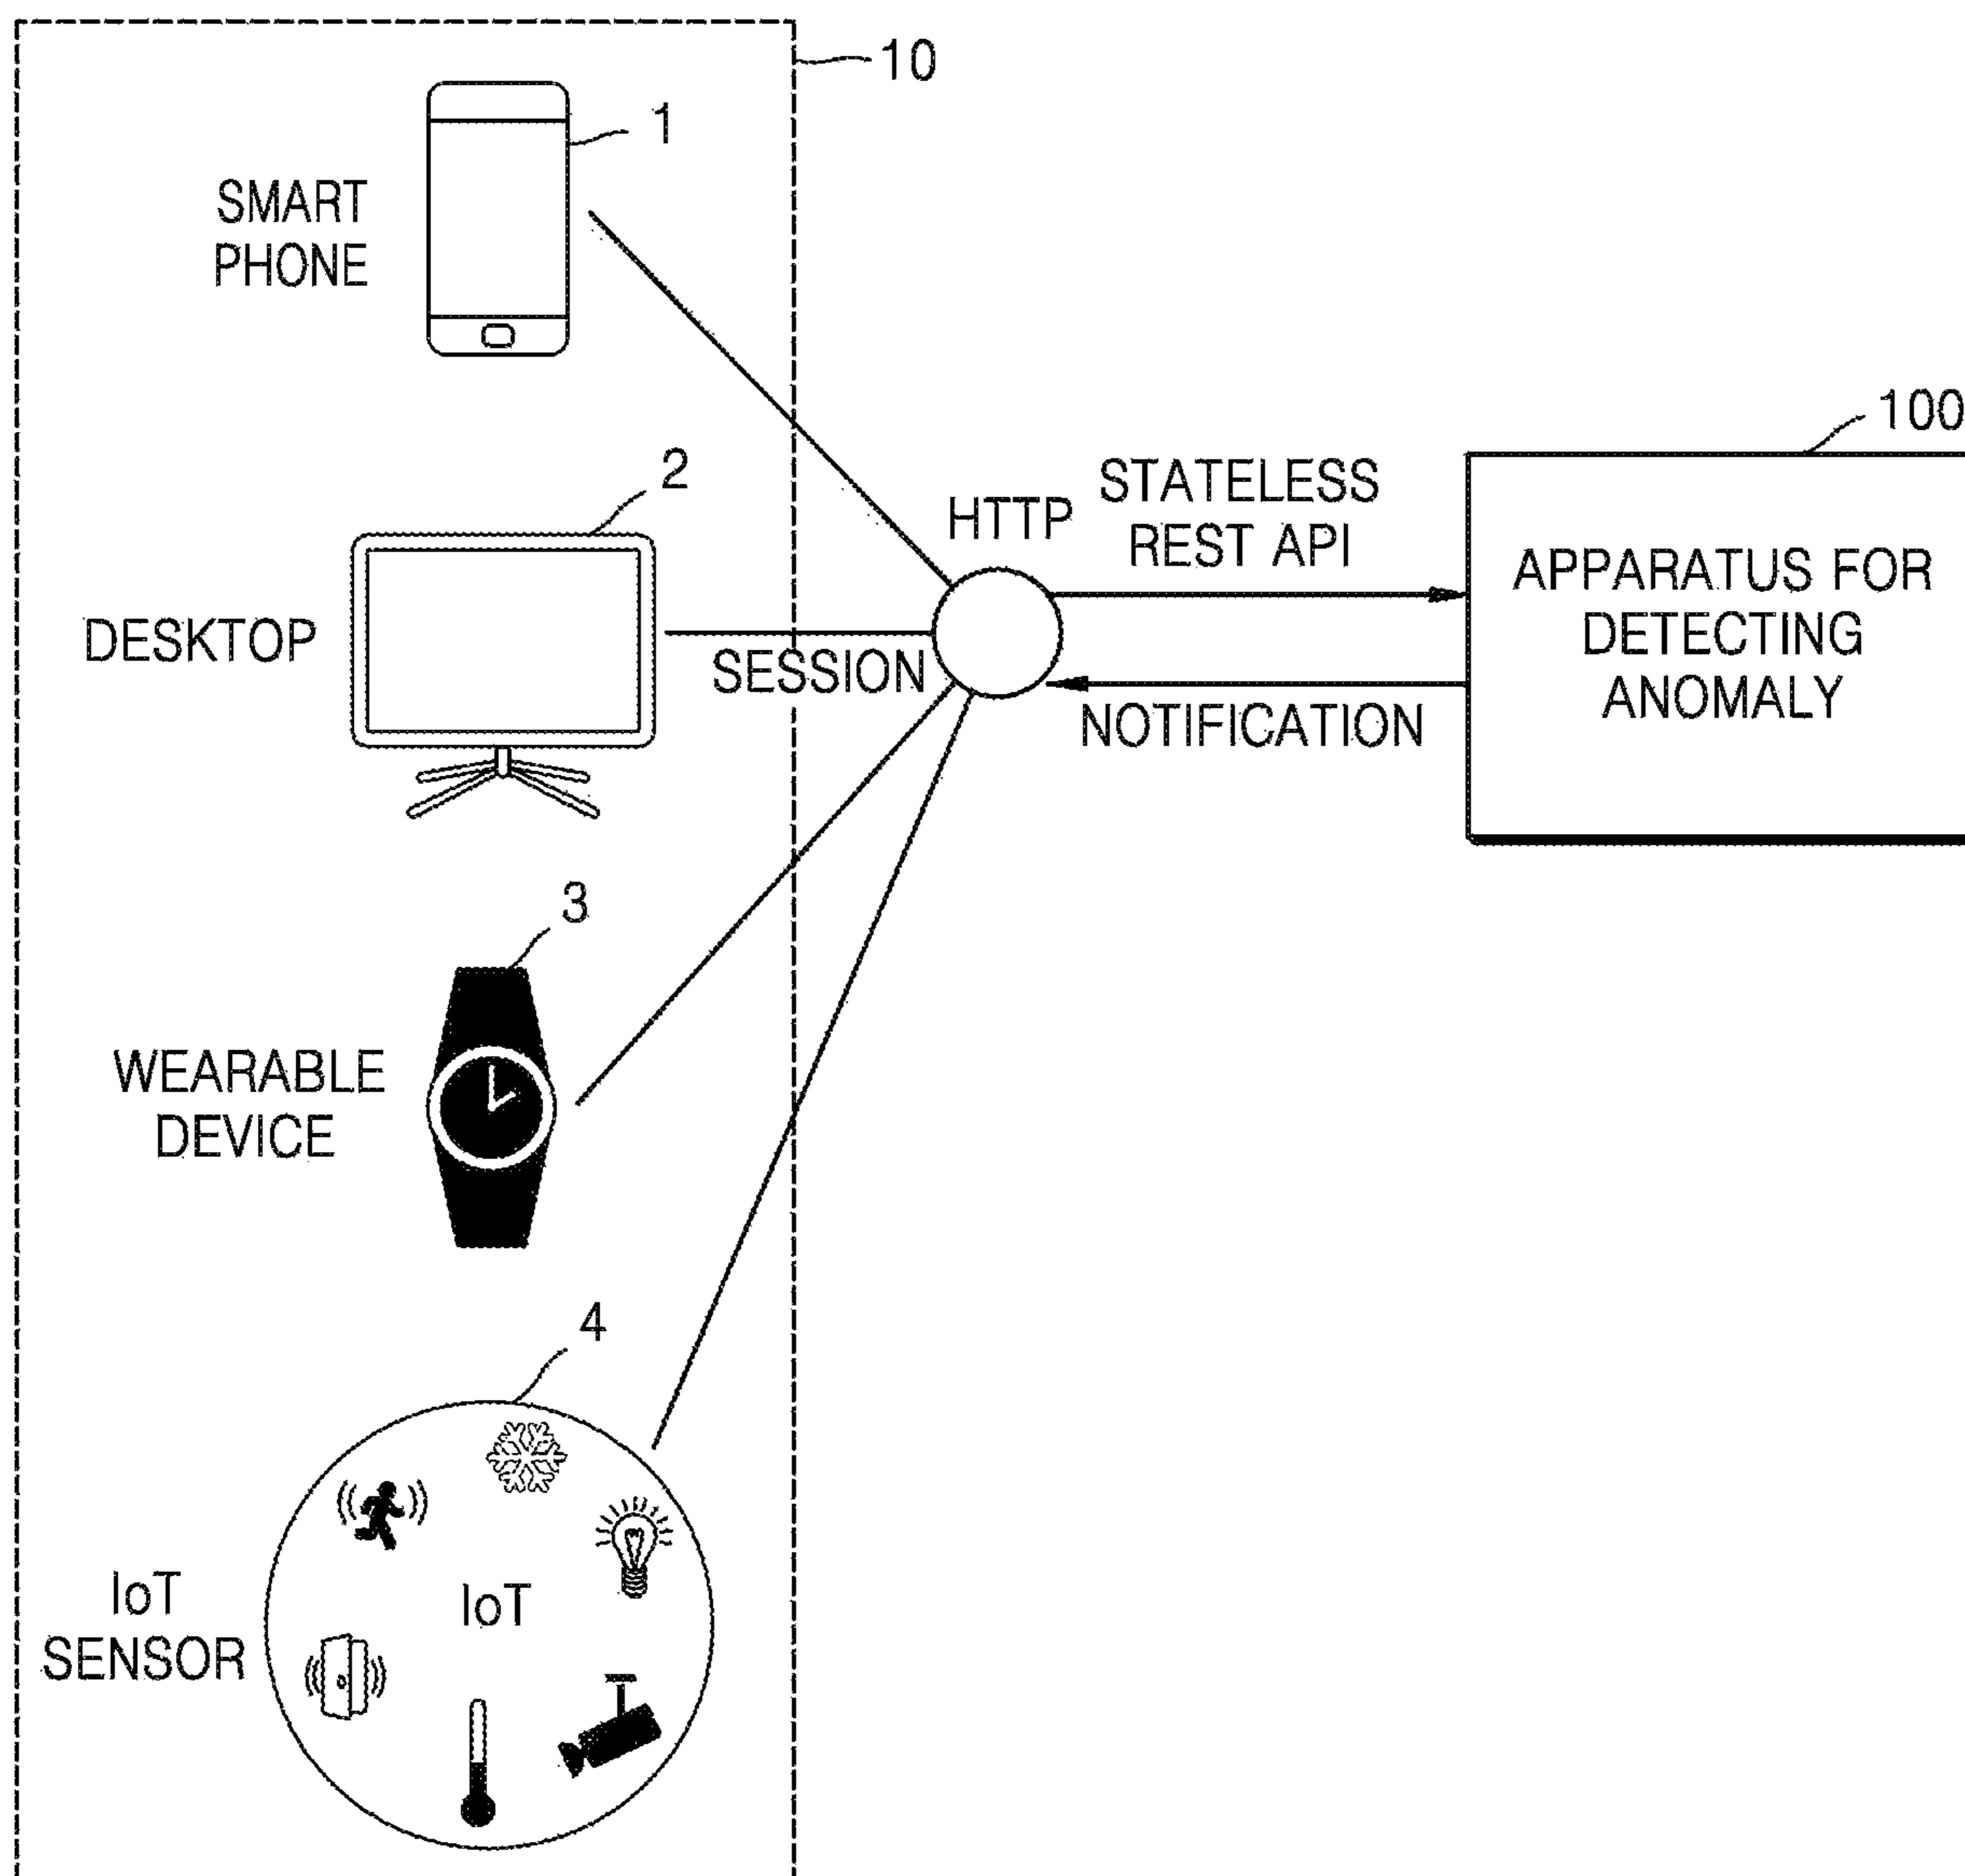 10
1
SMART
PHONE
2
DESKTOP
SESSION
HTTP
STATELESS
REST API
NOTIFICATION
100
APPARATUS FOR
DETECTING
ANOMALY
3
WEARABLE
DEVICE
4
IoT
SENSOR
IoT